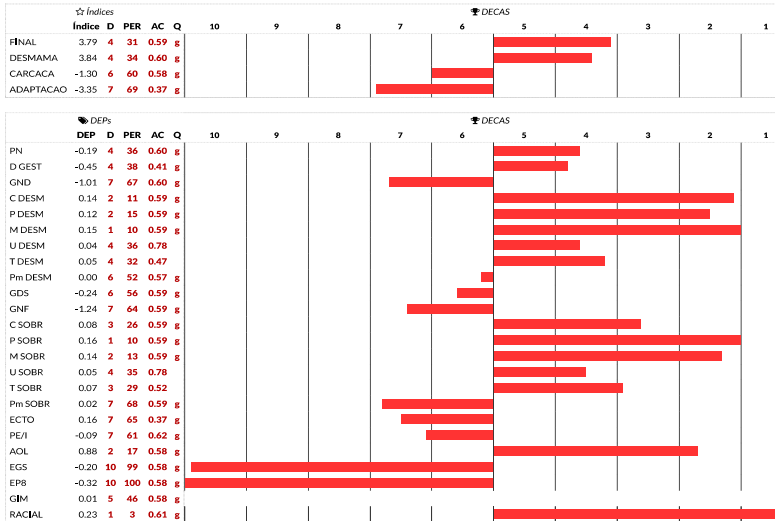 Índices DECAS
Índice D PER AC Q 10 9 8 7 6 5 4 3 2 1
FINAL 3.79 4 31 0.59 g
DESMAMA 3.84 4 34 0.60 g
CARCACA -1.30 6 60 0.58 g
ADAPTACAO -3.35 7 69 0.37 g
DEPs DECAS
DEP D PER AC Q 10 9 8 7 6 5 4 3 2 1
PN -0.19 4 36 0.60 g
D GEST -0.45 4 38 0.41 g
GND -1.01 7 67 0.60 g
C DESM 0.14 2 11 0.59 g
P DESM 0.12 2 15 0.59 g
M DESM 0.15 1 10 0.59 g
U DESM 0.04 4 36 0.78
T DESM 0.05 4 32 0.47
Pm DESM 0.00 6 52 0.57 g
GDS -0.24 6 56 0.59 g
GNF -1.24 7 64 0.59 g
C SOBR 0.08 3 26 0.59 g
P SOBR 0.16 1 10 0.59 g
M SOBR 0.14 2 13 0.59 g
U SOBR 0.05 4 35 0.78
T SOBR 0.07 3 29 0.52
Pm SOBR 0.02 7 68 0.59 g
ECTO 0.16 7 65 0.37 g
PE/I -0.09 7 61 0.62 g
AOL 0.88 2 17 0.58 g
EGS -0.20 10 99 0.58 g
EP8 -0.32 10 100 0.58 g
GIM 0.01 5 46 0.58 g
RACIAL 0.23 1 3 0.61 g